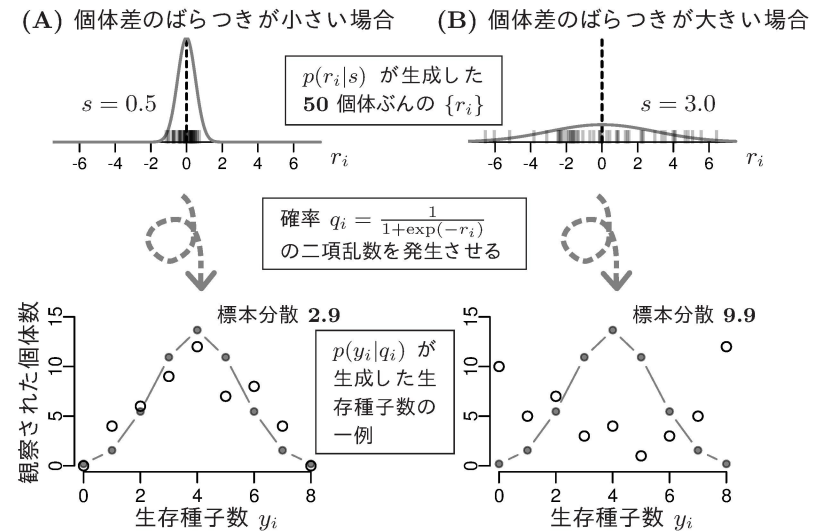 (A) 個体差のばらつきが小さい場合
(B) 個体差のばらつきが大きい場合
p(r_i|s) が生成した
50 個体ぶんの {r_i}
s = 0.5
s = 3.0
-6 -4 -2 0 2 4 6 r_i
-6 -4 -2 0 2 4 6 r_i
確率 q_i = 1/(1+exp(−r_i))
の二項乱数を発生させる
標本分散 2.9
標本分散 9.9
p(y_i|q_i) が
生成した生
存種子数の
一例
観察された個体数
15
10
5
0
0 2 4 6 8
生存種子数 y_i
15
10
5
0
0 2 4 6 8
生存種子数 y_i